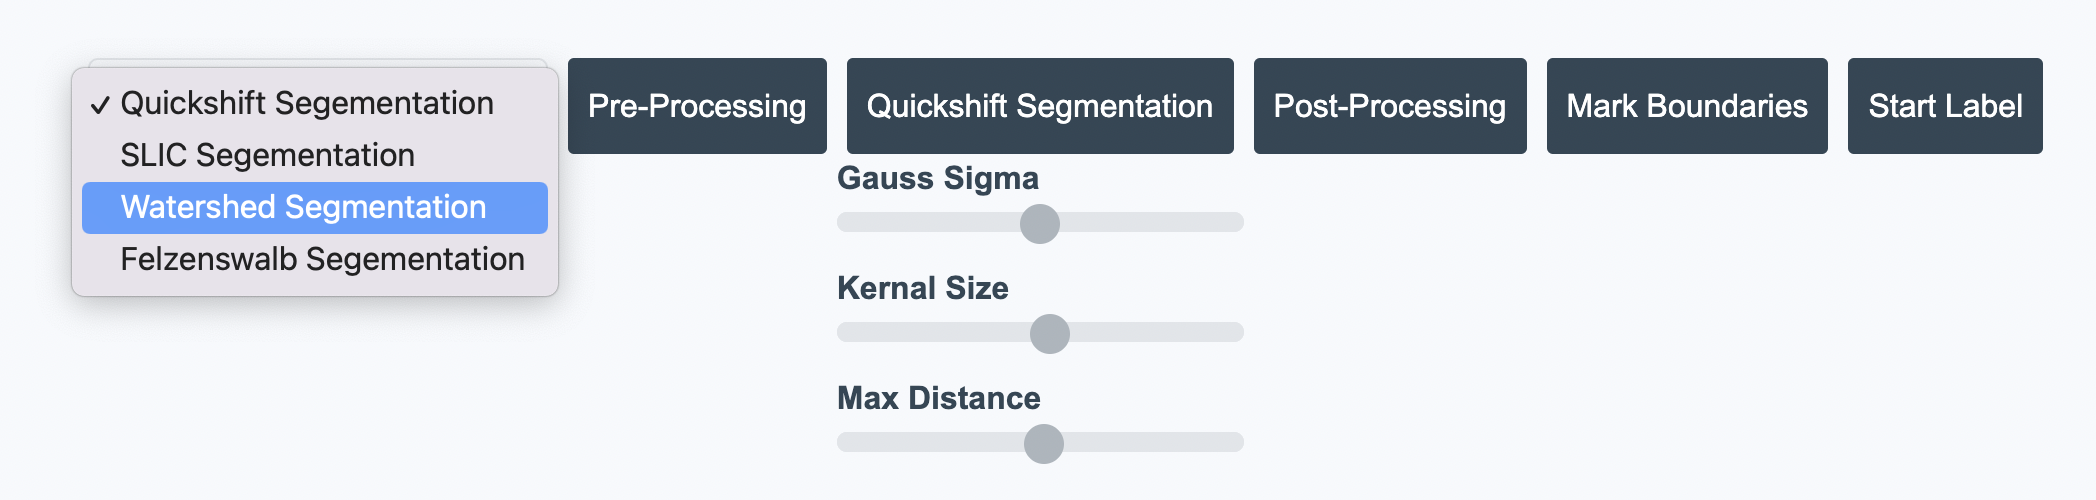 ✓ Quickshift Segementation
SLIC Segementation
Watershed Segmentation
Felzenswalb Segementation
Pre-Processing
Quickshift Segmentation
Post-Processing
Mark Boundaries
Start Label
Gauss Sigma
Kernal Size
Max Distance